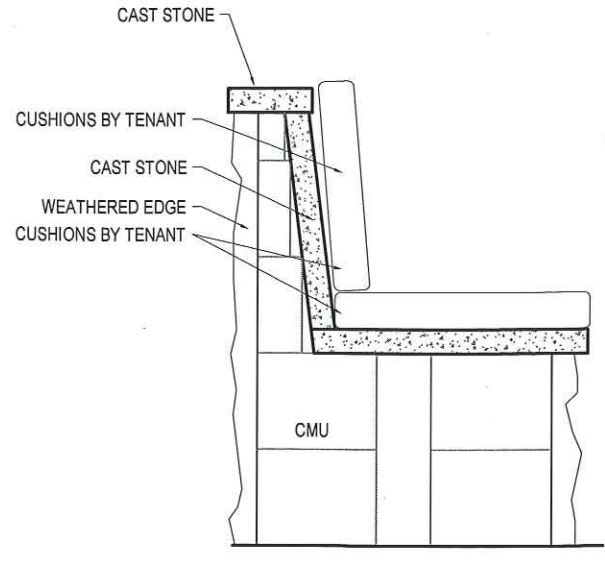 CAST STONE
CUSHIONS BY TENANT
CAST STONE
WEATHERED EDGE
CUSHIONS BY TENANT
CMU